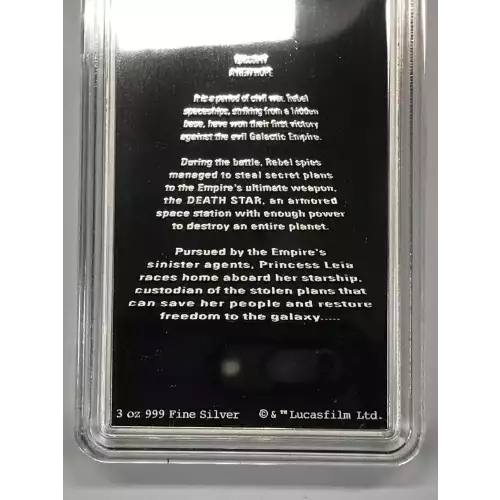 A NEW HOPE
It is a period of civil war. Rebel
spaceships, striking from a hidden
base, have won their first victory
against the evil Galactic Empire.
During the battle, Rebel spies
managed to steal secret plans
to the Empire's ultimate weapon,
the DEATH STAR, an armored
space station with enough power
to destroy an entire planet.
Pursued by the Empire's
sinister agents, Princess Leia
races home aboard her starship,
custodian of the stolen plans that
can save her people and restore
freedom to the galaxy.....
3 oz 999 Fine Silver © & ™ Lucasfilm Ltd.